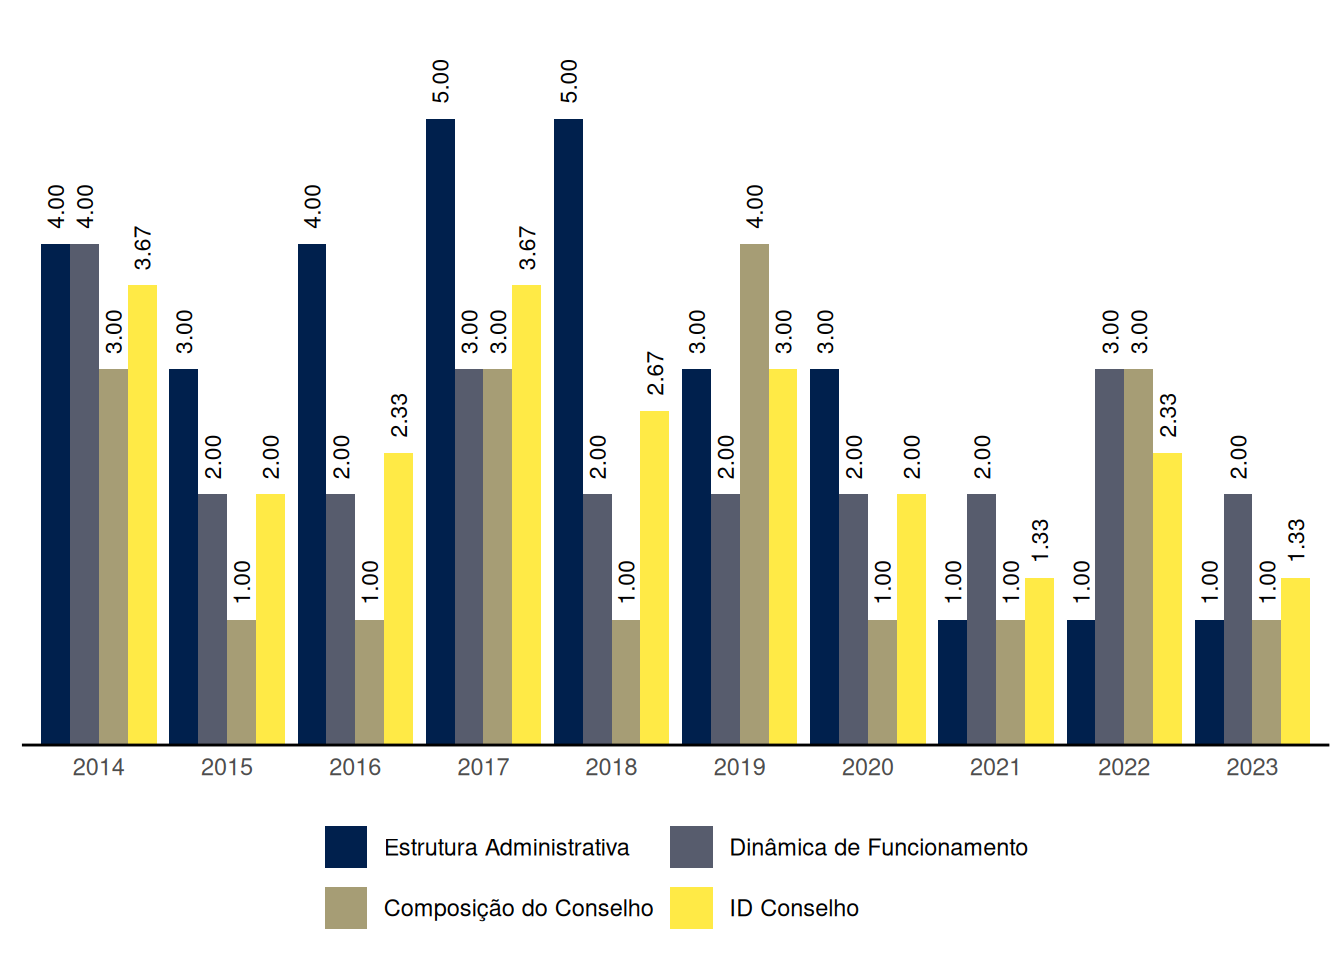 5.00 5.00
4.00 4.00 4.00 4.00
3.67 3.67
3.00 3.00 3.00 3.00 3.00 3.00 3.00 3.00 3.00
2.67
2.33 2.33
2.00 2.00 2.00 2.00 2.00 2.00 2.00 2.00 2.00
1.33 1.33
1.00 1.00 1.00 1.00 1.00 1.00 1.00 1.00 1.00
2014 2015 2016 2017 2018 2019 2020 2021 2022 2023
Estrutura Administrativa Dinâmica de Funcionamento
Composição do Conselho ID Conselho